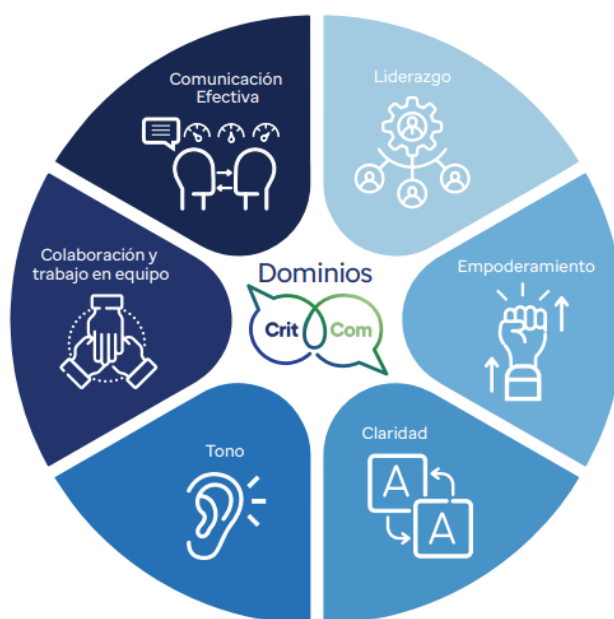 Comunicación
Efectiva
Liderazgo
Colaboración y
trabajo en equipo
Dominios
Crit Com
Empoderamiento
Tono
Claridad
A
A